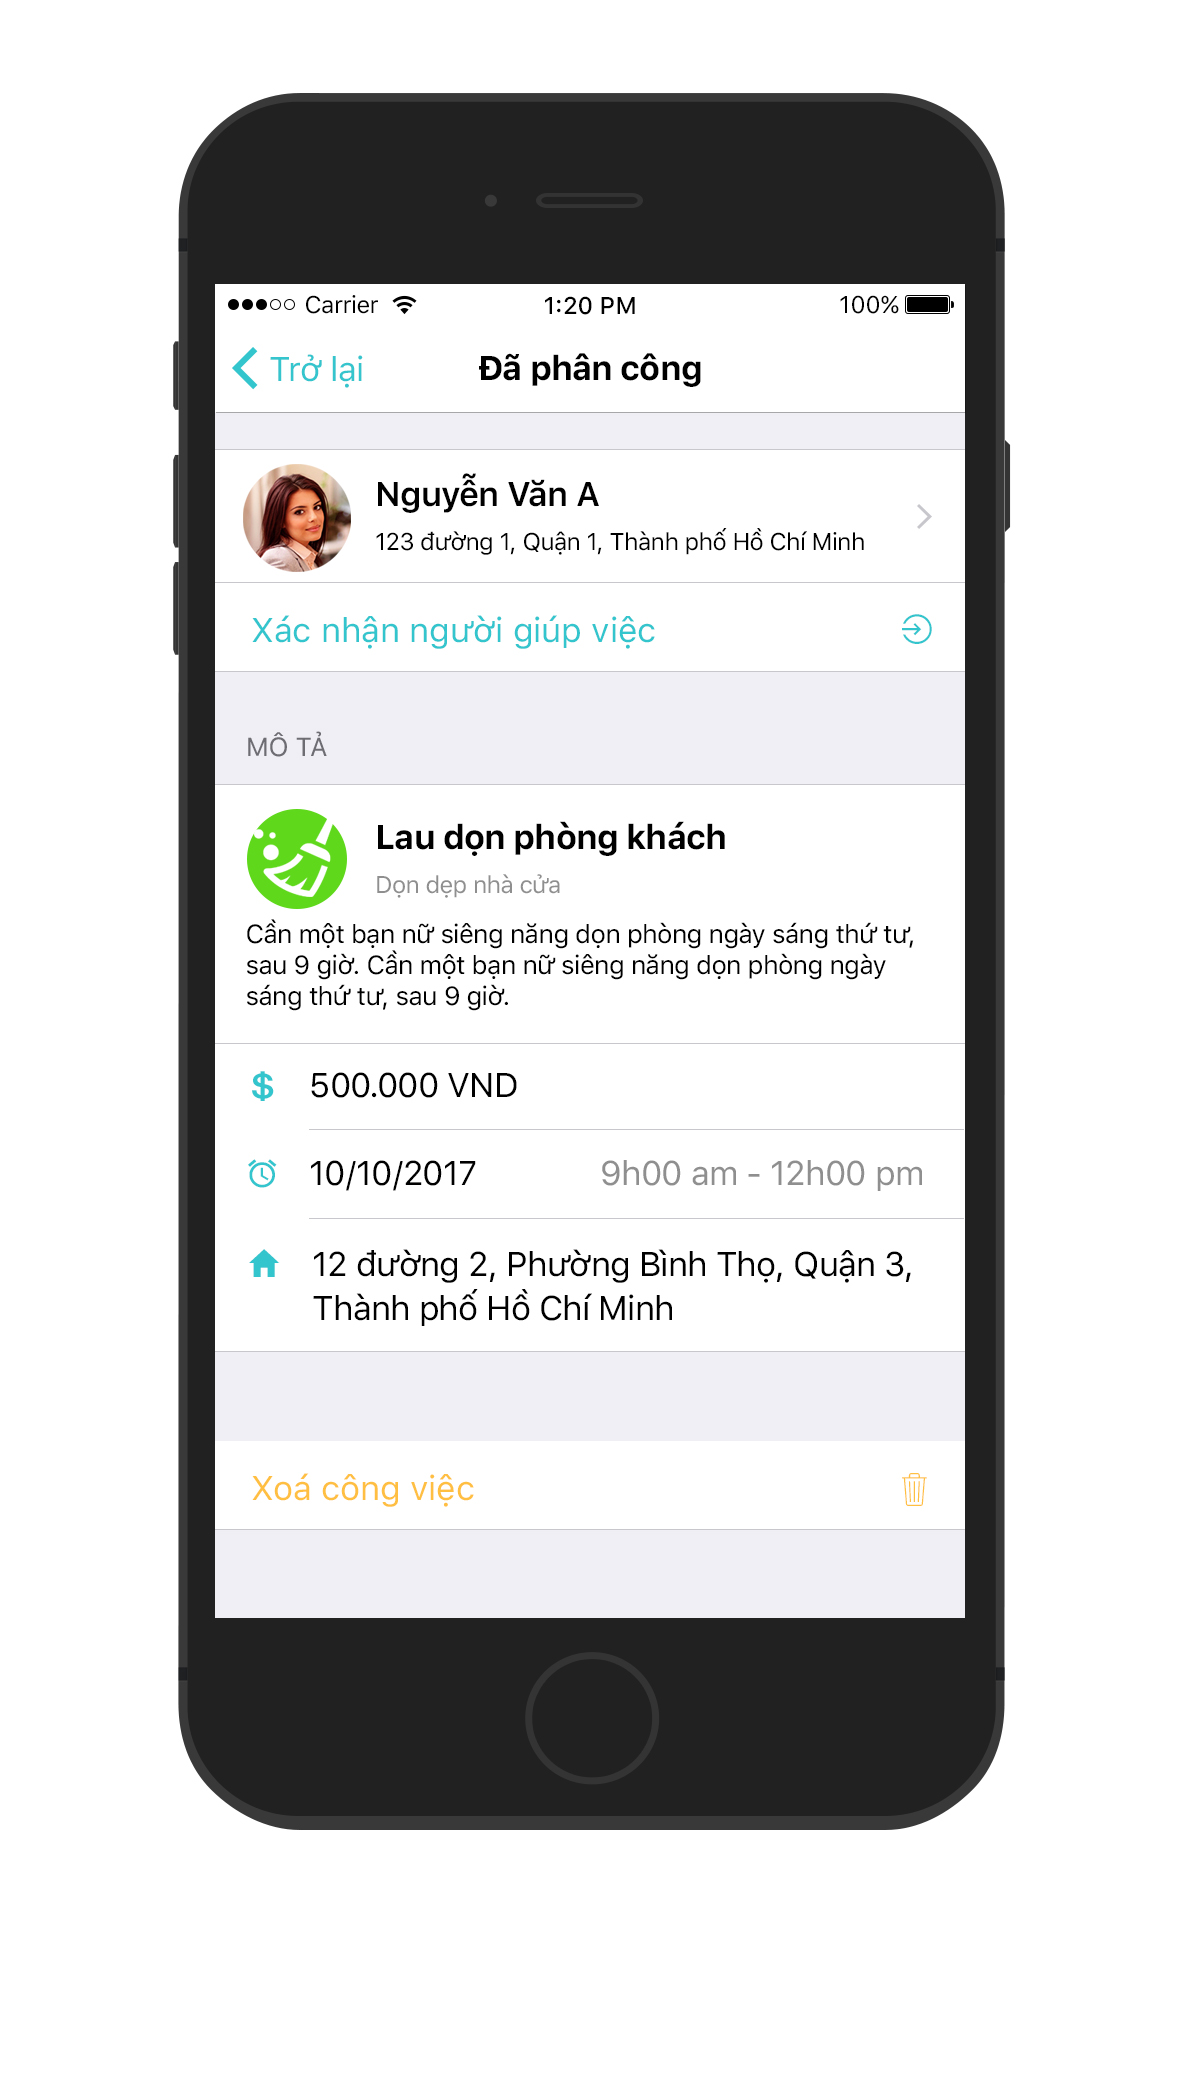 Carrier 1:20 PM 100%
Trở lại Đã phân công
Nguyễn Văn A
123 đường 1, Quận 1, Thành phố Hồ Chí Minh
Xác nhận người giúp việc
MÔ TẢ
Lau dọn phòng khách
Dọn dẹp nhà cửa
Cần một bạn nữ siêng năng dọn phòng ngày sáng thứ tư,
sau 9 giờ. Cần một bạn nữ siêng năng dọn phòng ngày
sáng thứ tư, sau 9 giờ.
$ 500.000 VND
10/10/2017 9h00 am - 12h00 pm
12 đường 2, Phường Bình Thọ, Quận 3,
Thành phố Hồ Chí Minh
Xoá công việc